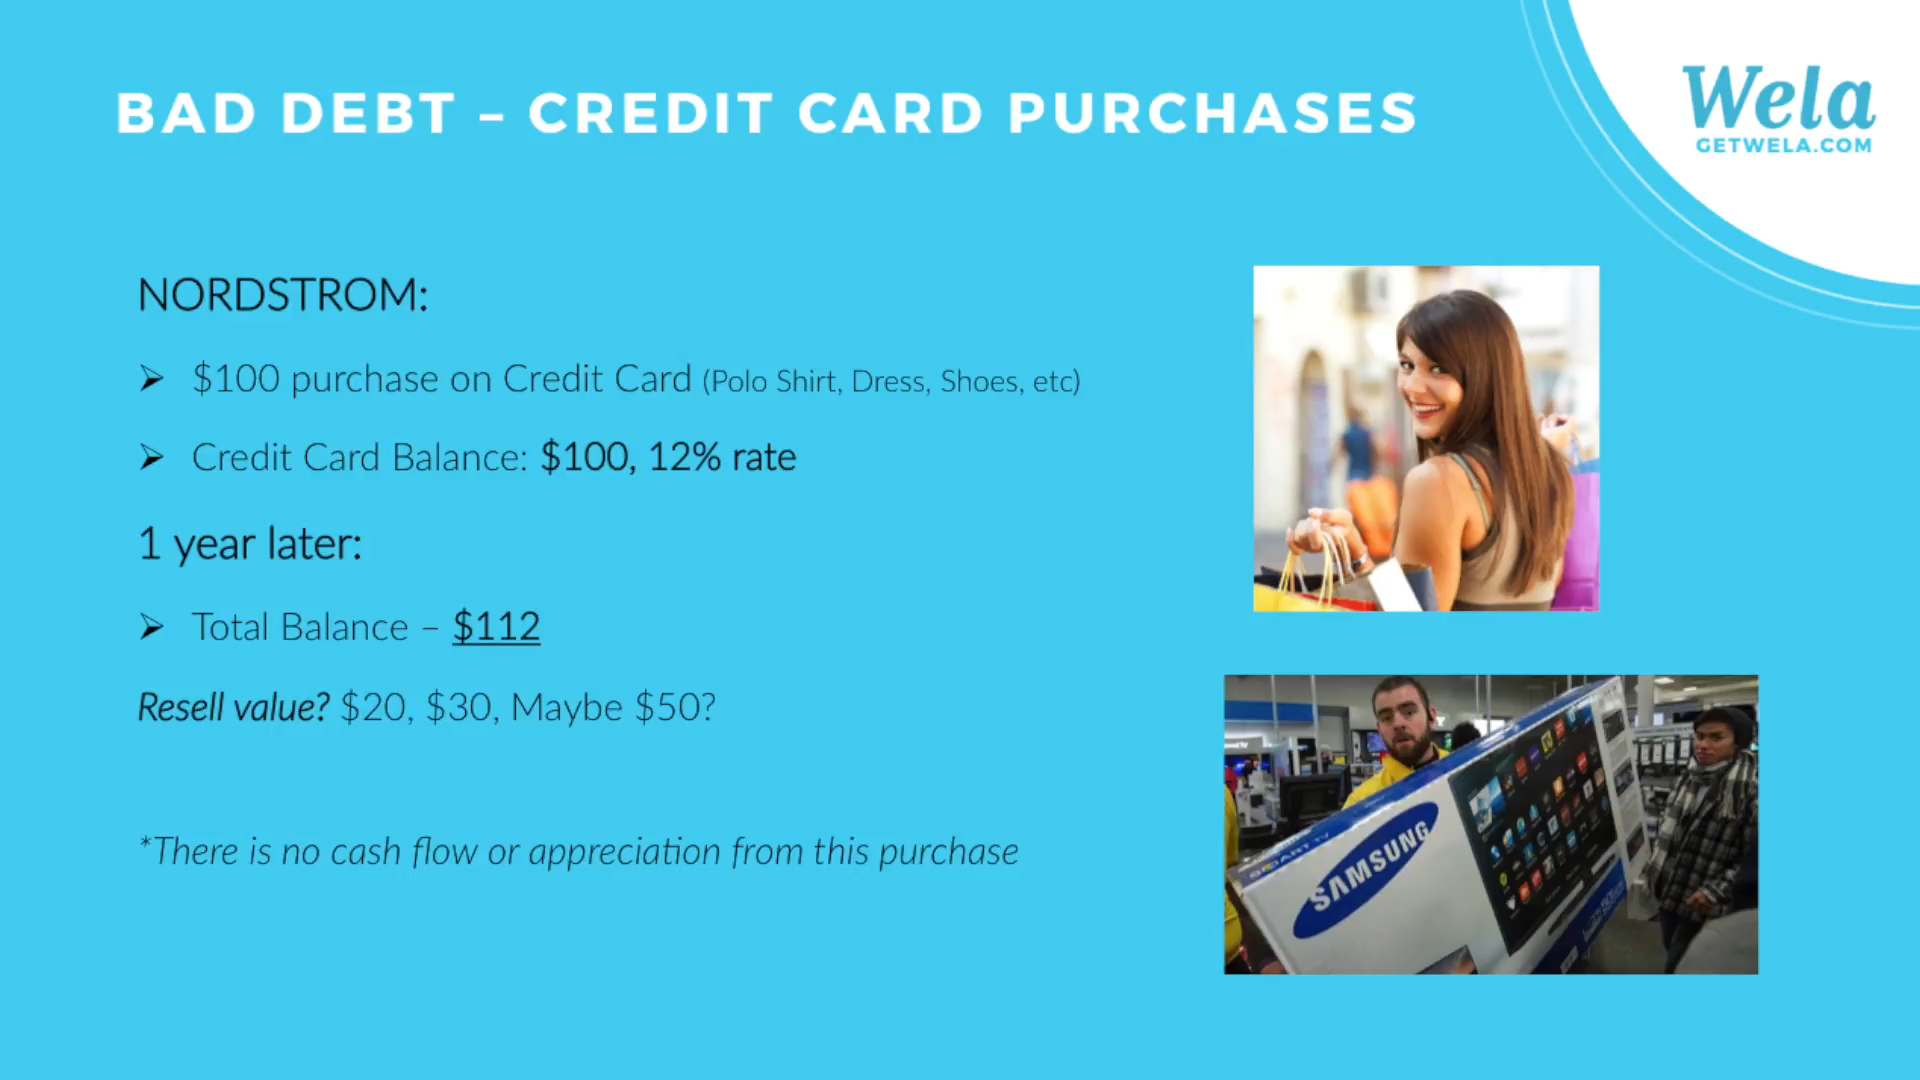 BAD DEBT – CREDIT CARD PURCHASES
Wela
GETWELA.COM
NORDSTROM:
➢ $100 purchase on Credit Card (Polo Shirt, Dress, Shoes, etc)
➢ Credit Card Balance: $100, 12% rate
1 year later:
➢ Total Balance – $112
Resell value? $20, $30, Maybe $50?
*There is no cash flow or appreciation from this purchase
SMART TV
SAMSUNG